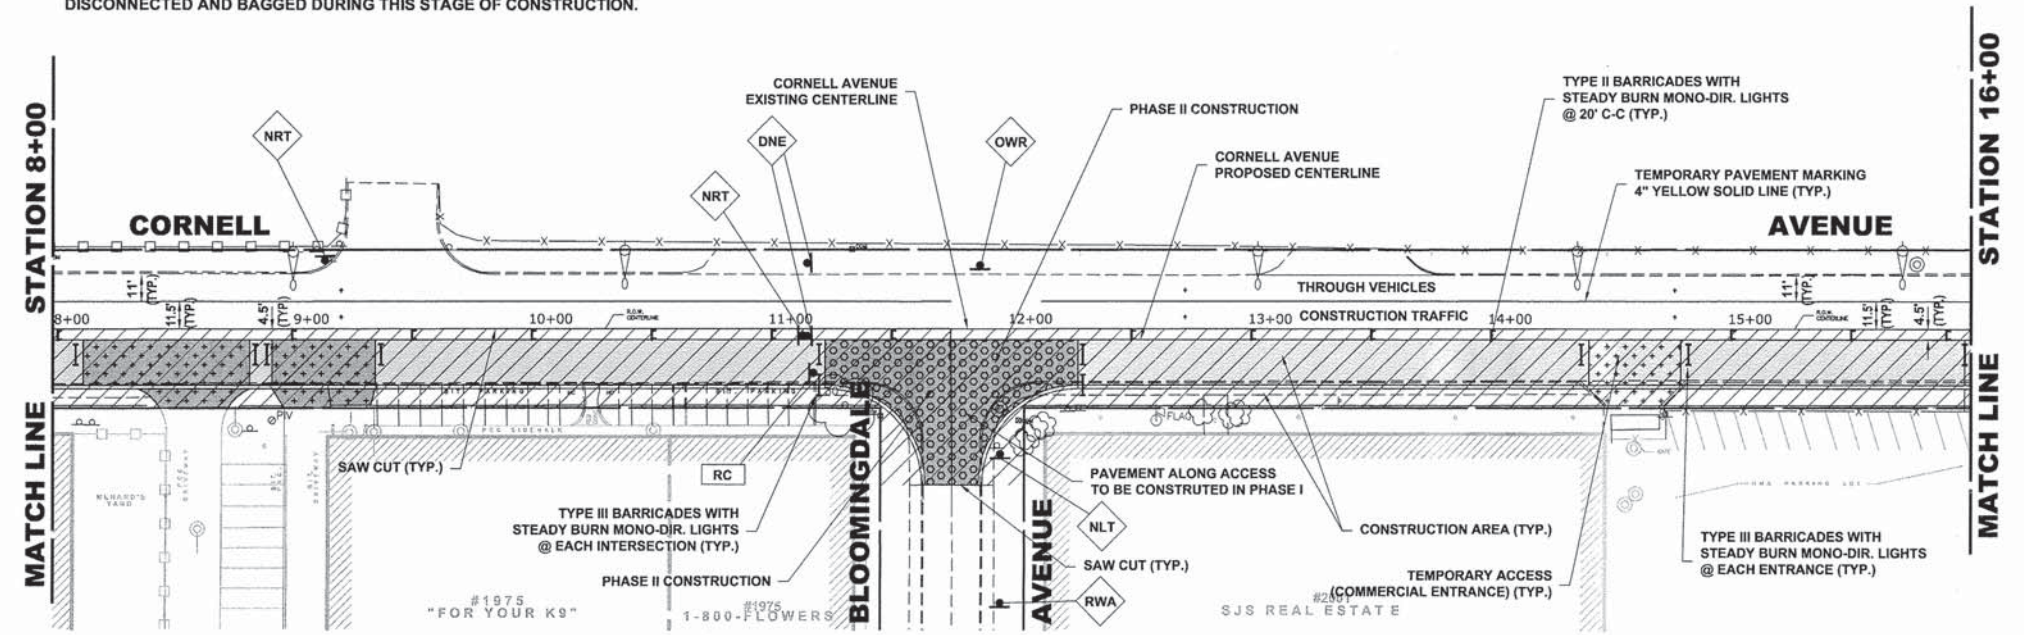 DISCONNECTED AND BAGGED DURING THIS STAGE OF CONSTRUCTION.
MATCH LINE STATION 8+00
MATCH LINE STATION 16+00
CORNELL AVENUE
EXISTING CENTERLINE
TYPE II BARRICADES WITH
STEADY BURN MONO-DIR. LIGHTS
@ 20' C-C (TYP.)
PHASE II CONSTRUCTION
NRT
DNE
OWR
CORNELL AVENUE
PROPOSED CENTERLINE
TEMPORARY PAVEMENT MARKING
4" YELLOW SOLID LINE (TYP.)
NRT
CORNELL
AVENUE
11'
(TYP.)
11.5'
(TYP.)
4.5'
(TYP.)
THROUGH VEHICLES
11'
(TYP.)
11.5'
(TYP.)
4.5'
(TYP.)
8+00
9+00
10+00
R.O.W.
CENTERLINE
11+00
12+00
13+00
CONSTRUCTION TRAFFIC
14+00
15+00
R.O.W.
CENTERLINE
PIV
FLAG
PCC SIDEWALK
SAW CUT (TYP.)
RC
BLOOMINGDALE
AVENUE
PAVEMENT ALONG ACCESS
TO BE CONSTRUTED IN PHASE I
TYPE III BARRICADES WITH
STEADY BURN MONO-DIR. LIGHTS
@ EACH INTERSECTION (TYP.)
NLT
CONSTRUCTION AREA (TYP.)
TYPE III BARRICADES WITH
STEADY BURN MONO-DIR. LIGHTS
@ EACH ENTRANCE (TYP.)
SAW CUT (TYP.)
PHASE II CONSTRUCTION
TEMPORARY ACCESS
(COMMERCIAL ENTRANCE) (TYP.)
RWA
#1975
"FOR YOUR K9"
#1975
1-800-FLOWERS
SJS REAL ESTATE